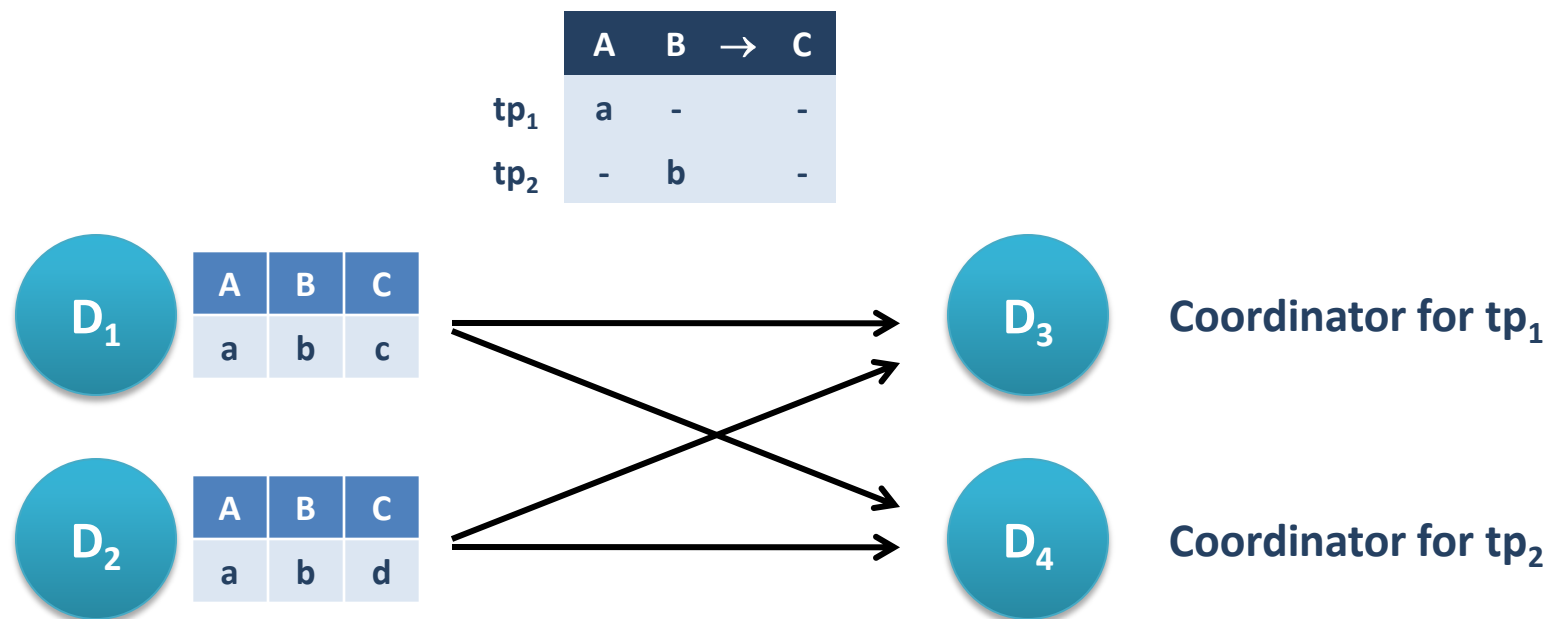 A B → C
tp₁ a - -
tp₂ - b -
D₁
A B C
a b c
D₃
Coordinator for tp₁
D₂
A B C
a b d
D₄
Coordinator for tp₂